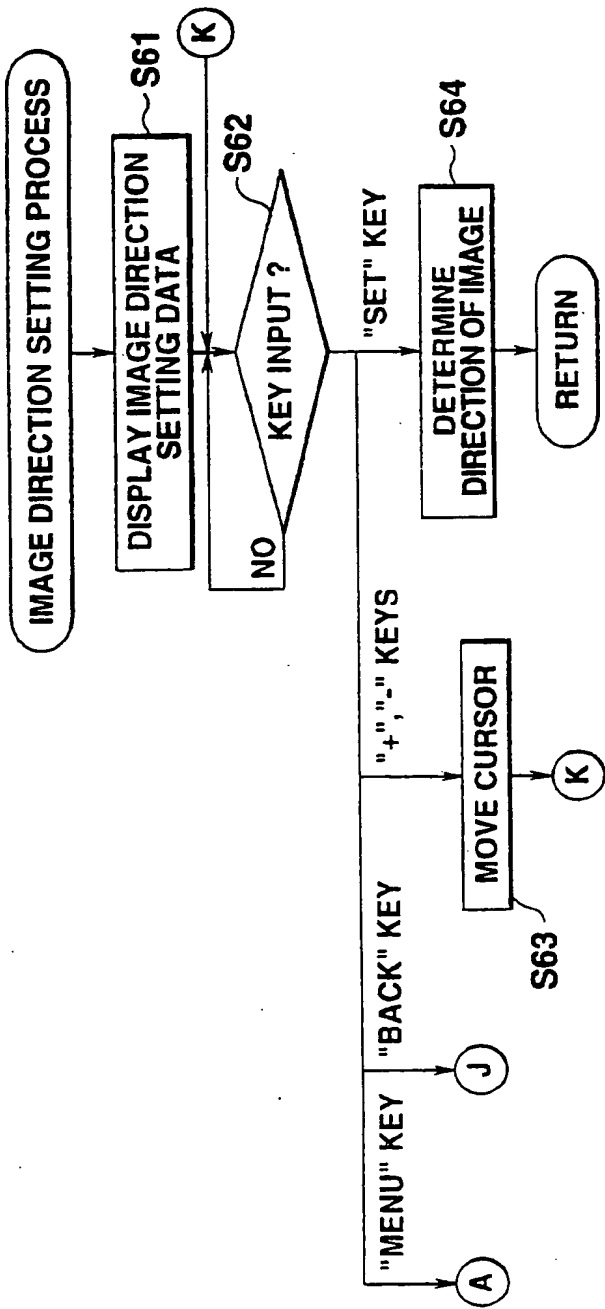 IMAGE DIRECTION SETTING PROCESS
DISPLAY IMAGE DIRECTION
SETTING DATA
S61
K
KEY INPUT ?
S62
NO
"MENU" KEY
"BACK" KEY
"+","-" KEYS
"SET" KEY
A
J
MOVE CURSOR
S63
K
DETERMINE
DIRECTION OF IMAGE
S64
RETURN